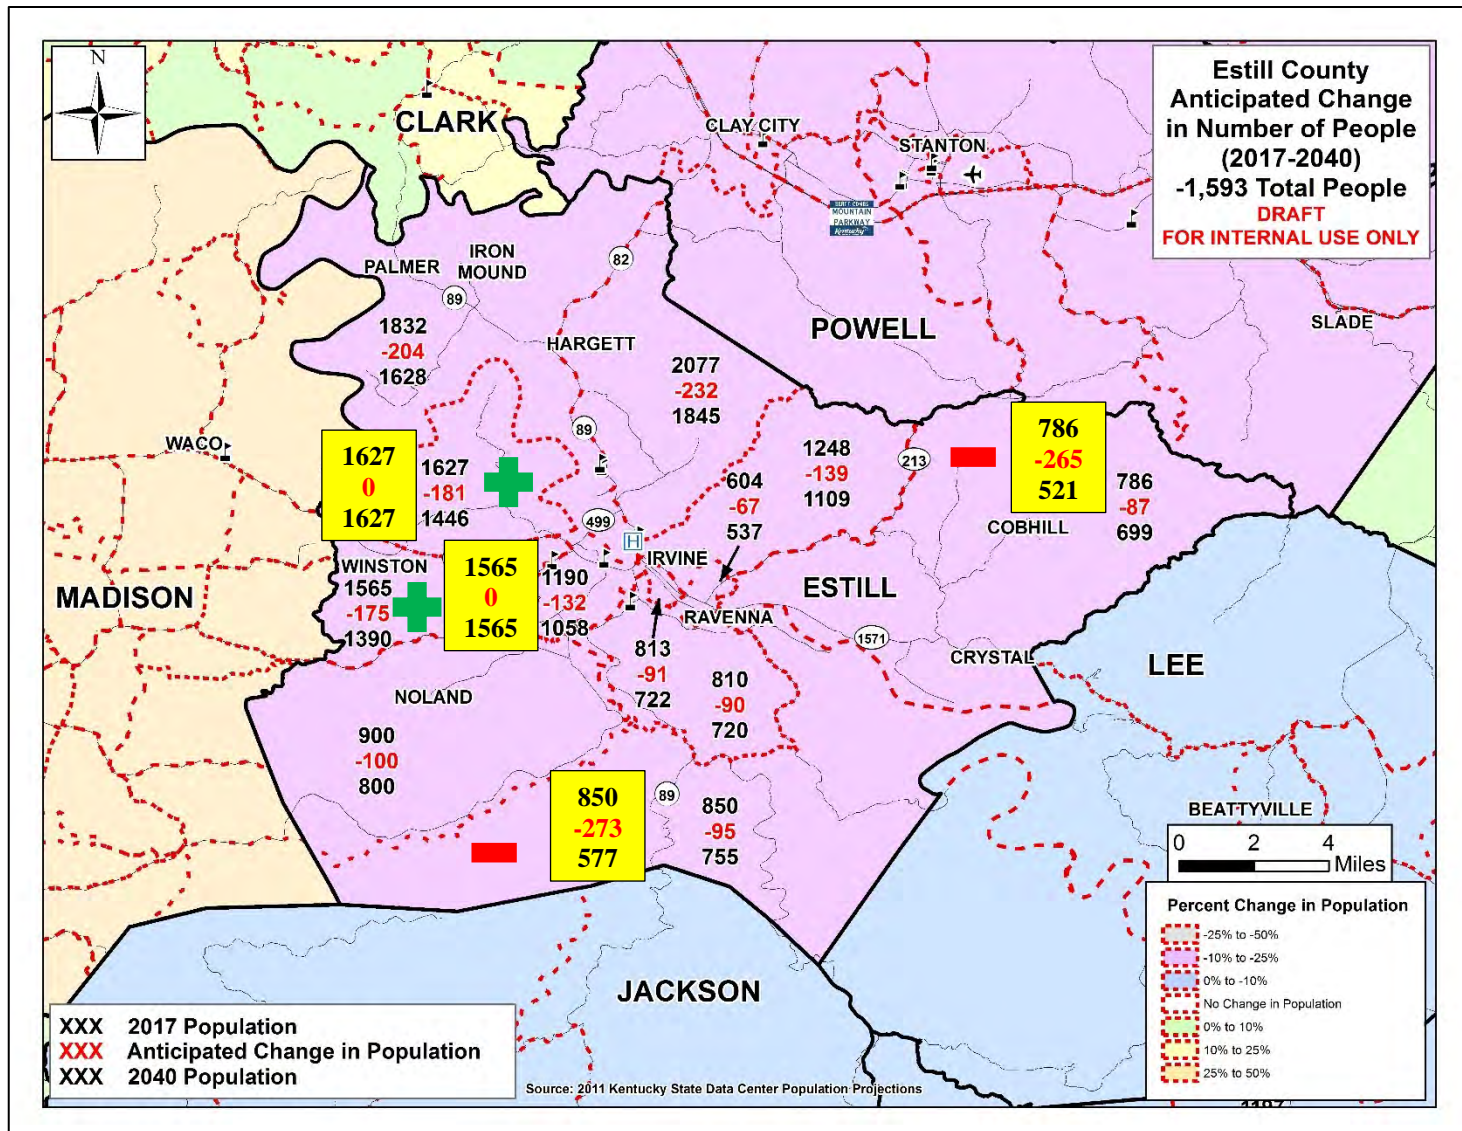 N
Estill County
Anticipated Change
in Number of People
(2017-2040)
-1,593 Total People
DRAFT
FOR INTERNAL USE ONLY
CLARK
CLAY CITY
STANTON
MOUNTAIN
PARKWAY
Kentucky
IRON
MOUND
PALMER
82
89
POWELL
SLADE
1832
-204
1628
HARGETT
2077
-232
1845
WACO
89
1627
0
1627
1627
-181
1446
1248
-139
1109
213
786
-265
521
786
-87
699
604
-67
537
COBHILL
499
H
IRVINE
WINSTON
1565
-175
1390
1565
0
1565
1190
-132
1058
MADISON
ESTILL
RAVENNA
1571
CRYSTAL
LEE
813
-91
722
810
-90
720
NOLAND
900
-100
800
850
-273
577
89
850
-95
755
BEATTYVILLE
0 2 4
Miles
JACKSON
Percent Change in Population
-25% to -50%
-10% to -25%
0% to -10%
No Change in Population
0% to 10%
10% to 25%
25% to 50%
XXX 2017 Population
XXX Anticipated Change in Population
XXX 2040 Population
Source: 2011 Kentucky State Data Center Population Projections